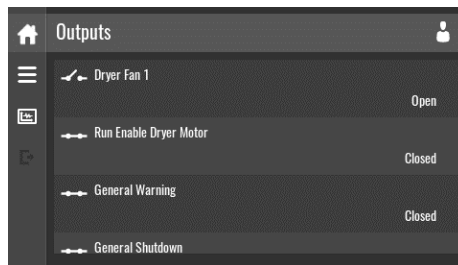 Outputs
Dryer Fan 1
Open
Run Enable Dryer Motor
Closed
General Warning
Closed
General Shutdown